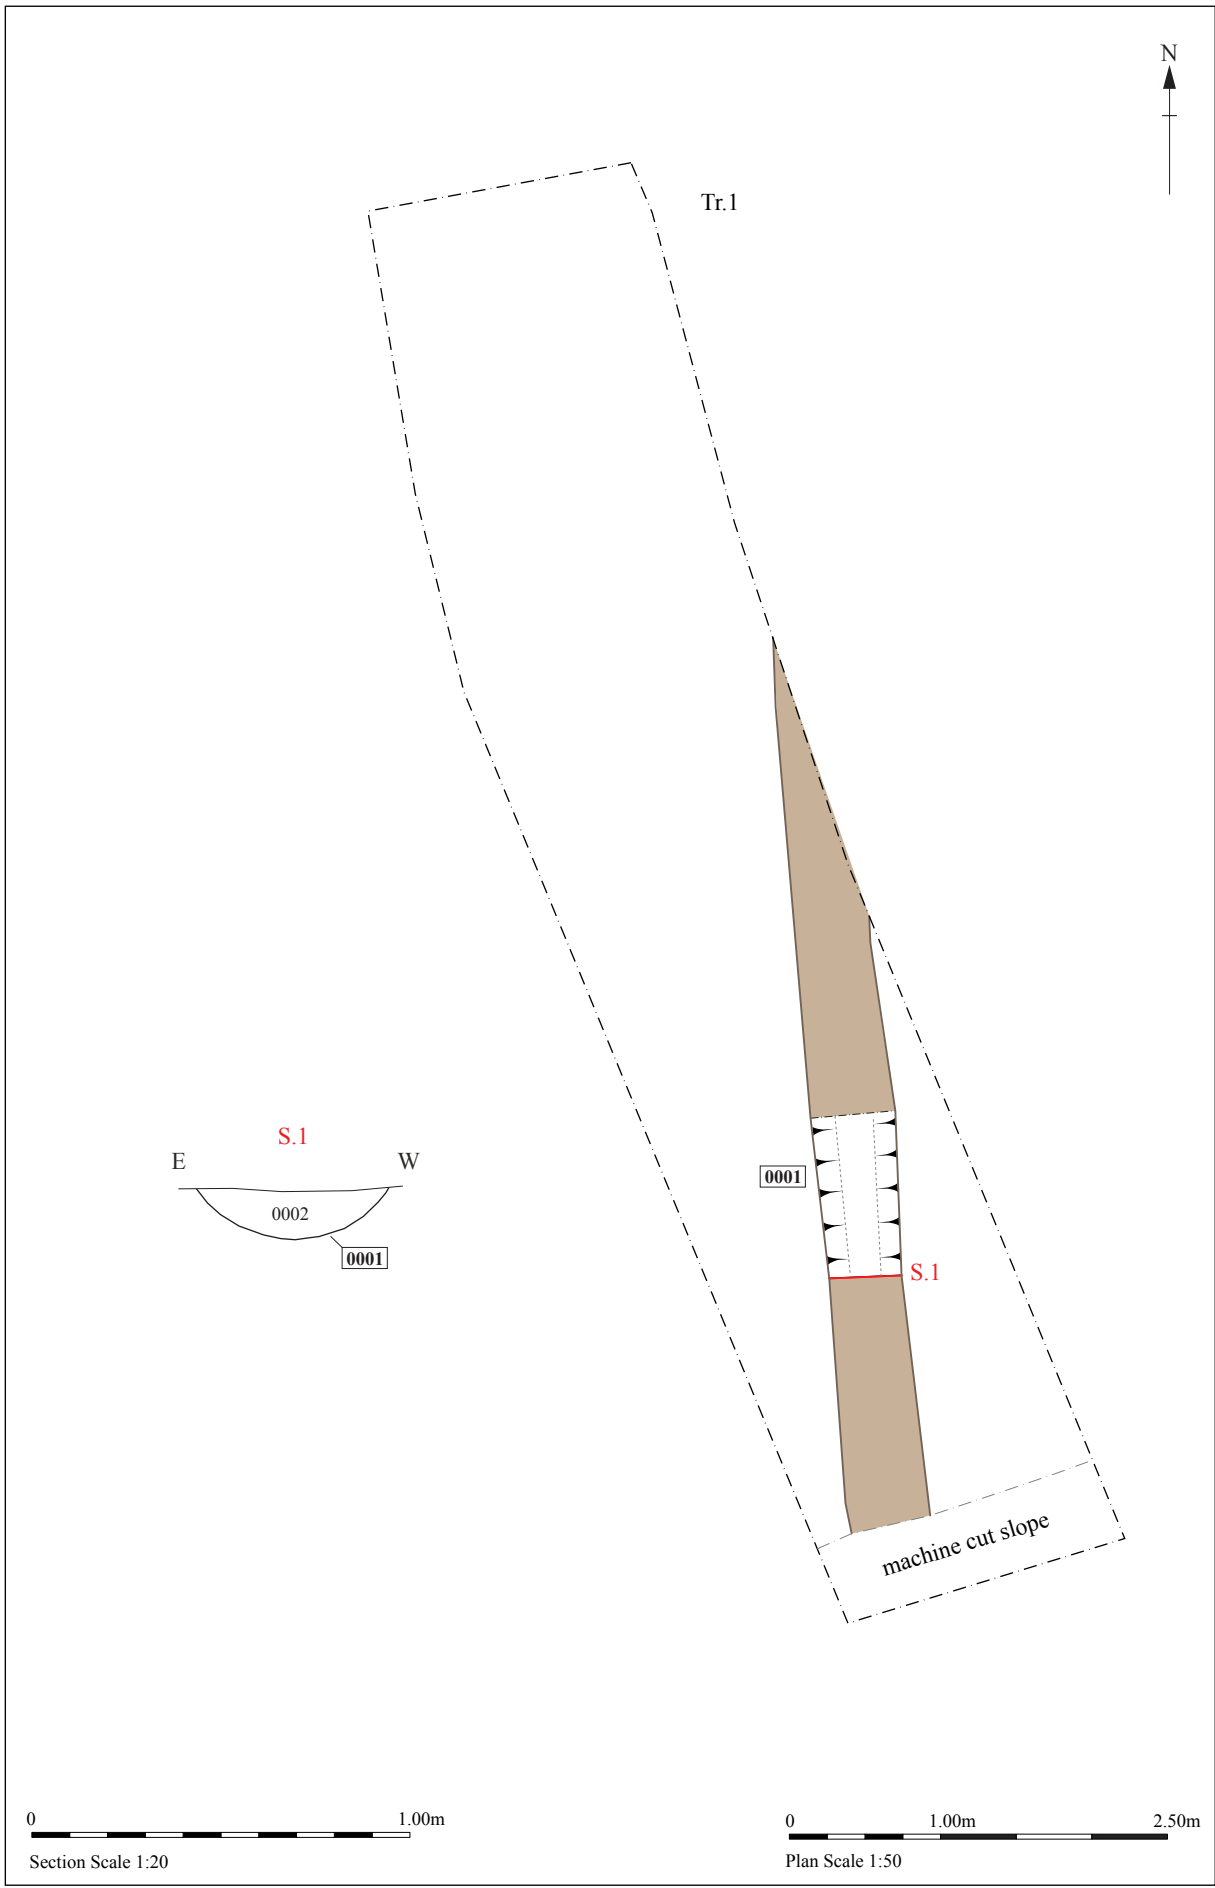 N
Tr.1
S.1
E
W
0002
0001
0001
S.1
machine cut slope
0
1.00m
Section Scale 1:20
0
1.00m
2.50m
Plan Scale 1:50